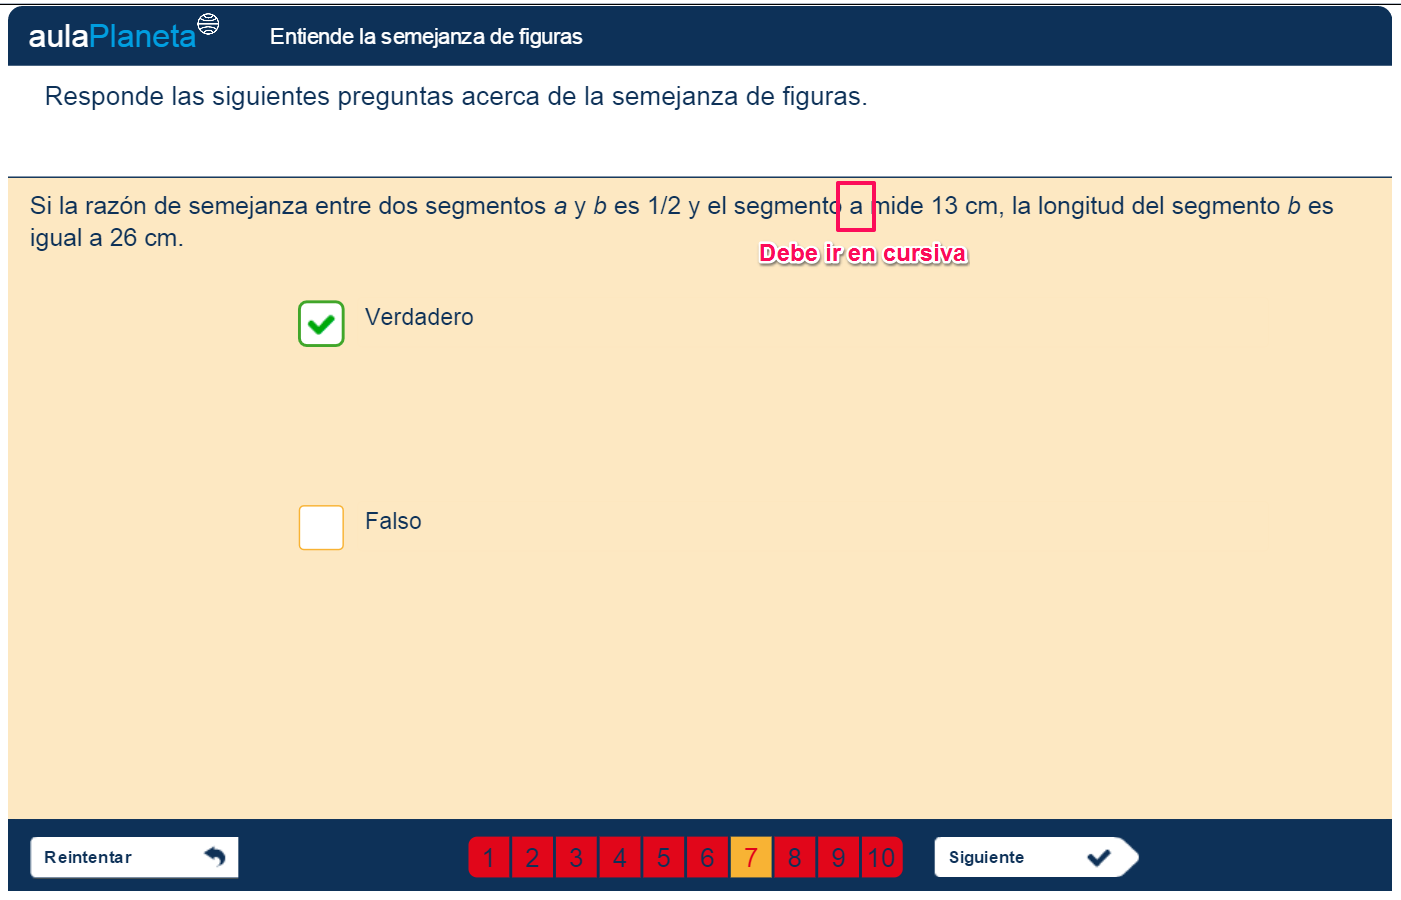 aulaPlaneta
Entiende la semejanza de figuras
Responde las siguientes preguntas acerca de la semejanza de figuras.
Si la razón de semejanza entre dos segmentos a y b es 1/2 y el segmento a mide 13 cm, la longitud del segmento b es
igual a 26 cm.
Debe ir en cursiva
Verdadero
Falso
Reintentar
1 2 3 4 5 6 7 8 9 10
Siguiente